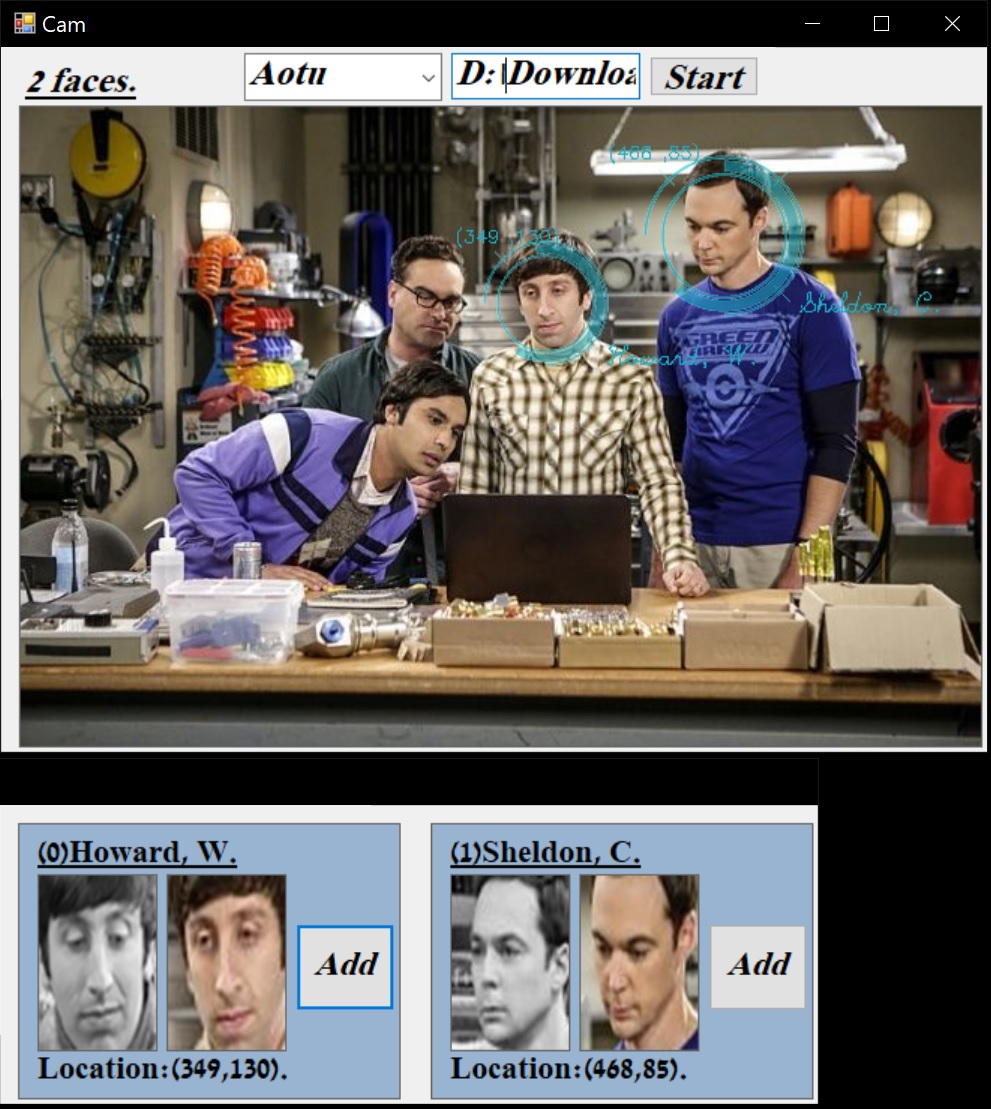 Cam
2 faces.
Aotu
D:\Downloa
Start
(468 ,85)
(349 ,130)
Sheldon, C.
Howard, W.
GREEN
(0)Howard, W.
(1)Sheldon, C.
Add
Add
Location:(349,130).
Location:(468,85).